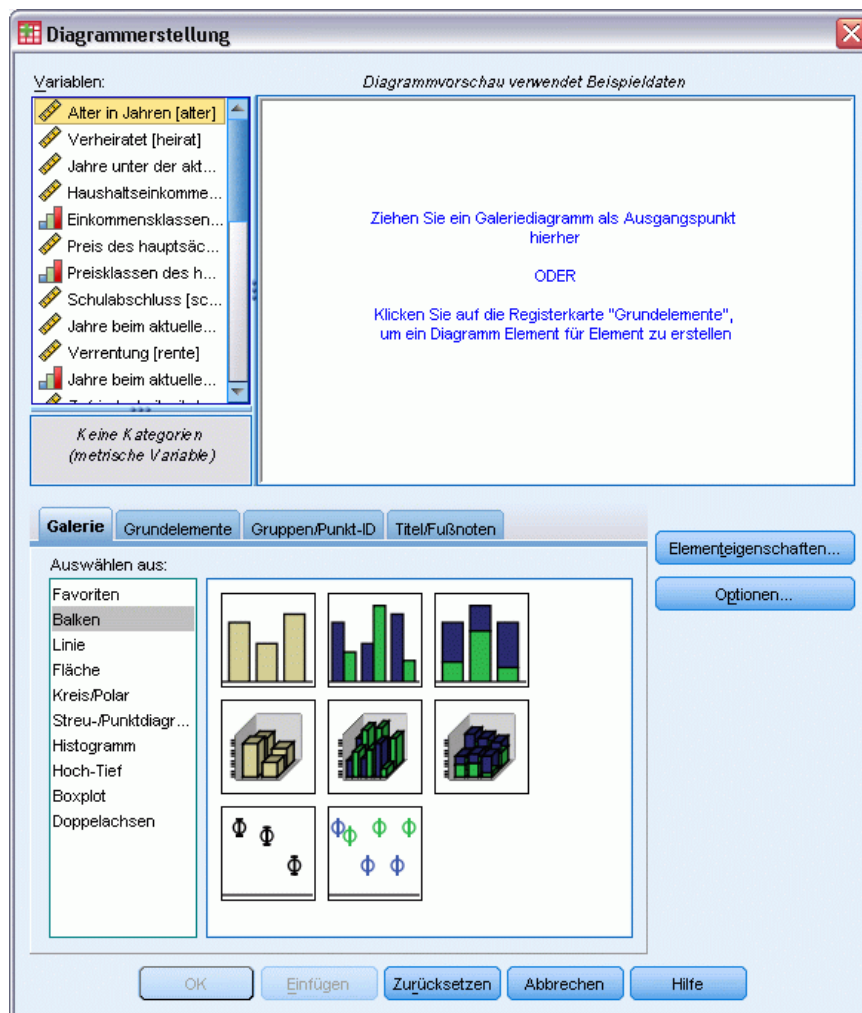 Diagrammerstellung
Variablen:
Diagrammvorschau verwendet Beispieldaten
Alter in Jahren [alter]
Verheiratet [heirat]
Jahre unter der akt...
Haushaltseinkomme...
Einkommensklassen...
Preis des hauptsäc...
Preisklassen des h...
Schulabschluss [sc...
Jahre beim aktuelle...
Verrentung [rente]
Jahre beim aktuelle...
Keine Kategorien
(metrische Variable)
Ziehen Sie ein Galeriediagramm als Ausgangspunkt
hierher
ODER
Klicken Sie auf die Registerkarte "Grundelemente",
um ein Diagramm Element für Element zu erstellen
Galerie Grundelemente Gruppen/Punkt-ID Titel/Fußnoten
Auswählen aus:
Favoriten
Balken
Linie
Fläche
Kreis/Polar
Streu-/Punktdiagr...
Histogramm
Hoch-Tief
Boxplot
Doppelachsen
Elementeigenschaften...
Optionen...
OK Einfügen Zurücksetzen Abbrechen Hilfe